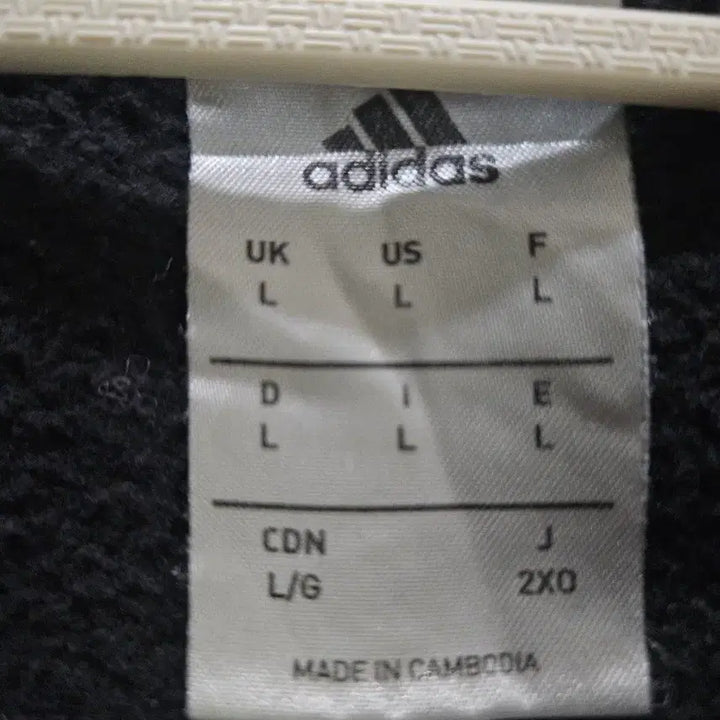 adidas
UK US F
L L L
D I E
L L L
CDN J
L/G 2XO
MADE IN CAMBODIA